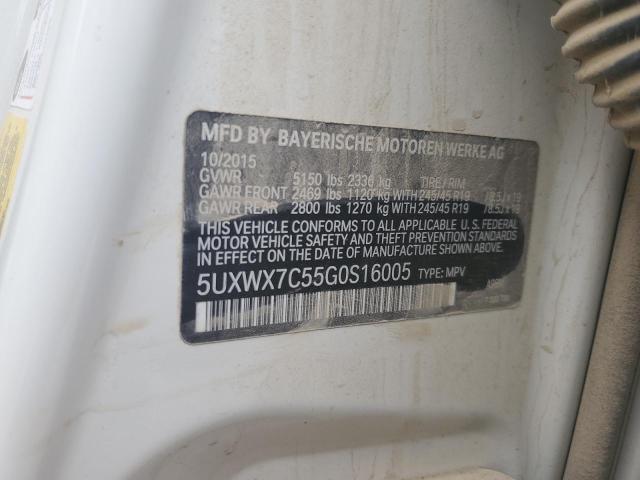 MFD BY BAYERISCHE MOTOREN WERKE AG
10/2015
GVWR 5150 lbs 2336 kg TIRE/RIM
GAWR FRONT 2469 lbs 1120 kg WITH 245/45 R19
GAWR REAR 2800 lbs 1270 kg WITH 245/45 R19
THIS VEHICLE CONFORMS TO ALL APPLICABLE U.S. FEDERAL
MOTOR VEHICLE SAFETY AND THEFT PREVENTION STANDARDS
IN EFFECT ON THE DATE OF MANUFACTURE SHOWN ABOVE.
5UXWX7C55G0S16005 TYPE: MPV